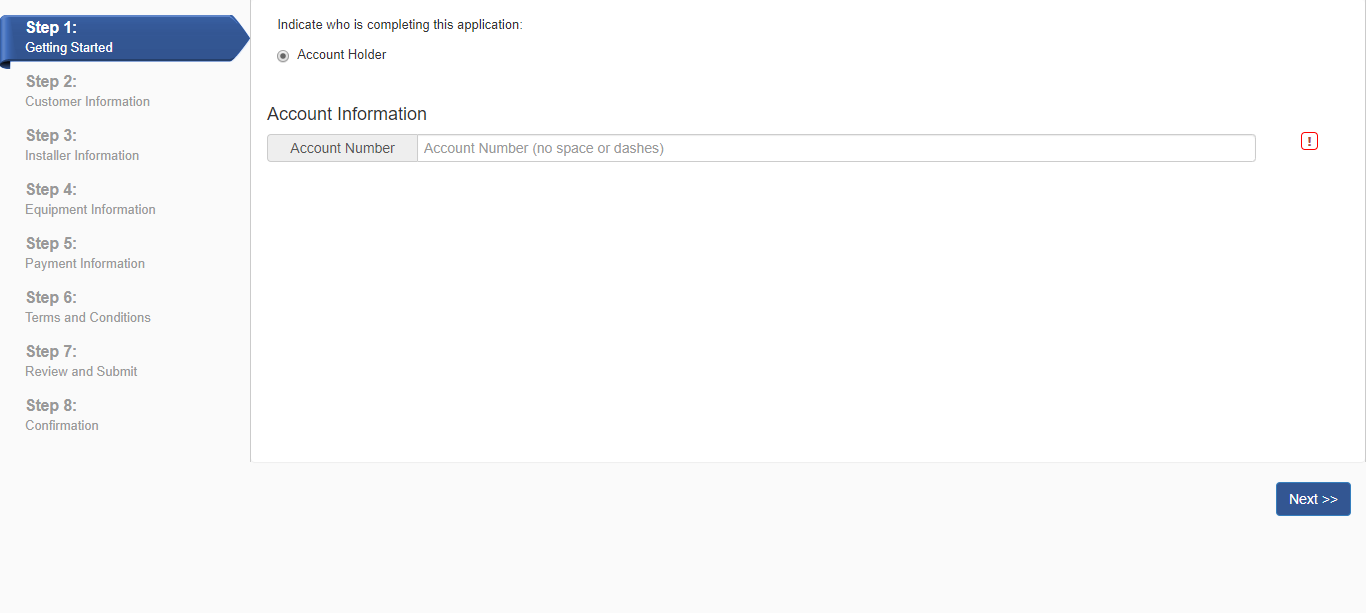 Step 1:
Getting Started
Step 2:
Customer Information
Step 3:
Installer Information
Step 4:
Equipment Information
Step 5:
Payment Information
Step 6:
Terms and Conditions
Step 7:
Review and Submit
Step 8:
Confirmation
Indicate who is completing this application:
Account Holder
Account Information
Account Number Account Number (no space or dashes) !
Next >>